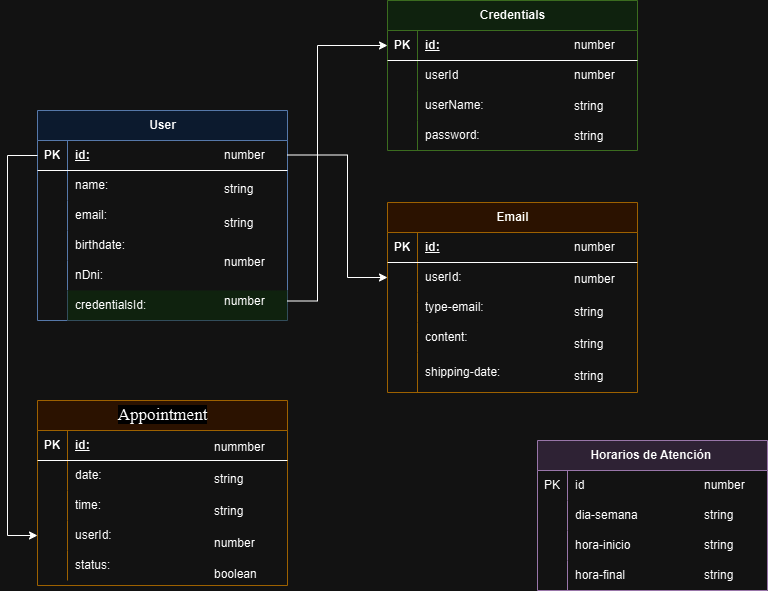 Credentials
PK id: number
userId number
userName: string
password: string
User
PK id: number
name: string
email: string
birthdate:
number
nDni:
credentialsId: number
Email
PK id: number
userId: number
type-email: string
content: string
shipping-date: string
Appointment
PK id: nummber
date: string
time: string
userId: number
status: boolean
Horarios de Atención
PK id number
dia-semana string
hora-inicio string
hora-final string